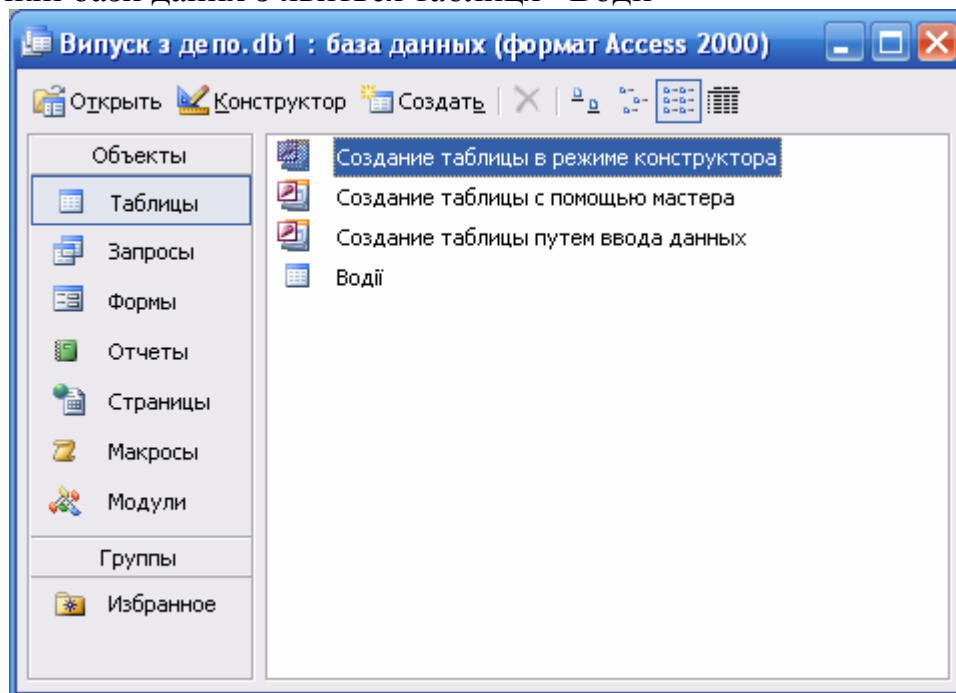 Випуск з депо. db1 : база данных (формат Access 2000)
Открыть Конструктор Создать
Объекты
Таблицы
Запросы
Формы
Отчеты
Страницы
Макросы
Модули
Группы
Избранное
Создание таблицы в режиме конструктора
Создание таблицы с помощью мастера
Создание таблицы путем ввода данных
Водії